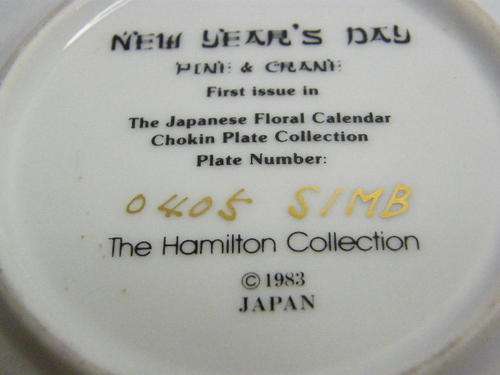 NEW YEAR'S DAY
PINE & CRANE
First issue in
The Japanese Floral Calendar
Chokin Plate Collection
Plate Number:
0405 SIMB
The Hamilton Collection
© 1983
JAPAN